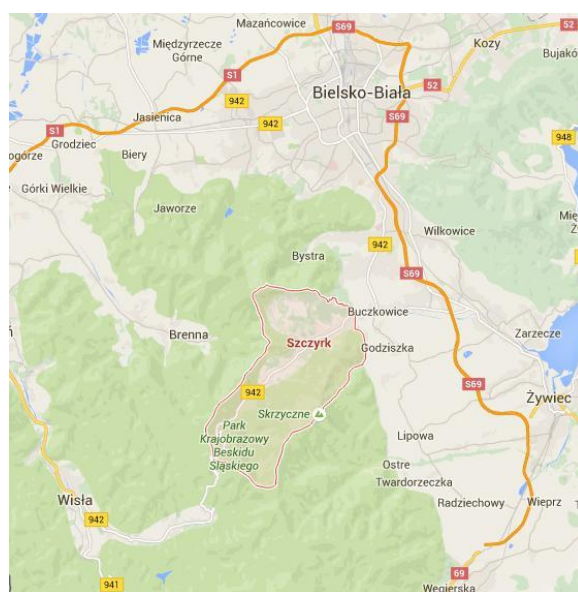 Mazańcowice
S69
Kozy
52
Międzyrzecze
Górne
Bujaków
S1
52
Bielsko-Biała
942
Jasienica
942
S69
S1
Grodziec
948
ogórze
Biery
Górki Wielkie
Jaworze
Mię
Wilkowice
942
Bystra
S69
Buczkowice
Brenna
Szczyrk
Zarzecze
Godziszka
S69
942
Żywiec
Skrzyczne
Park
Krajobrazowy
Beskidu
Śląskiego
Lipowa
Ostre
Twardorzeczka
Wisła
Radziechowy
Wieprz
942
69
941
Węgierska